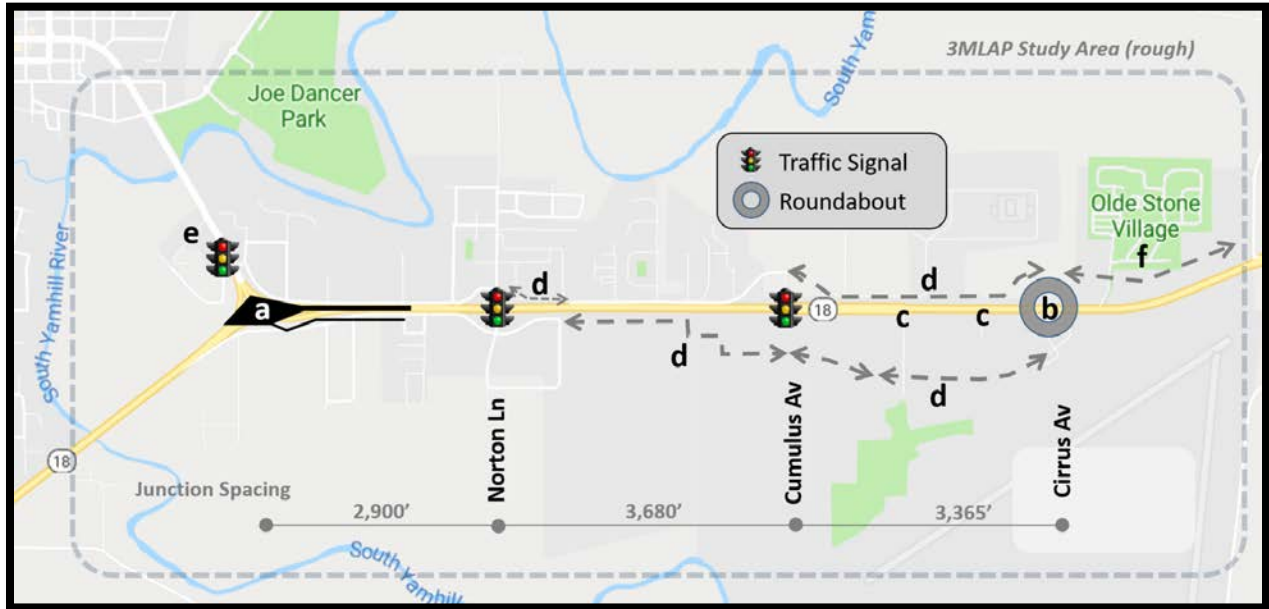 3MLAP Study Area (rough)
Joe Dancer
Park
South Yam
Traffic Signal
Roundabout
Olde Stone
Village
e
f
a
d
d
b
18
c
c
d
d
South Yamhill River
18
Norton Ln
Cumulus Av
Cirrus Av
Junction Spacing
2,900’
3,680’
3,365’
South Yamhill